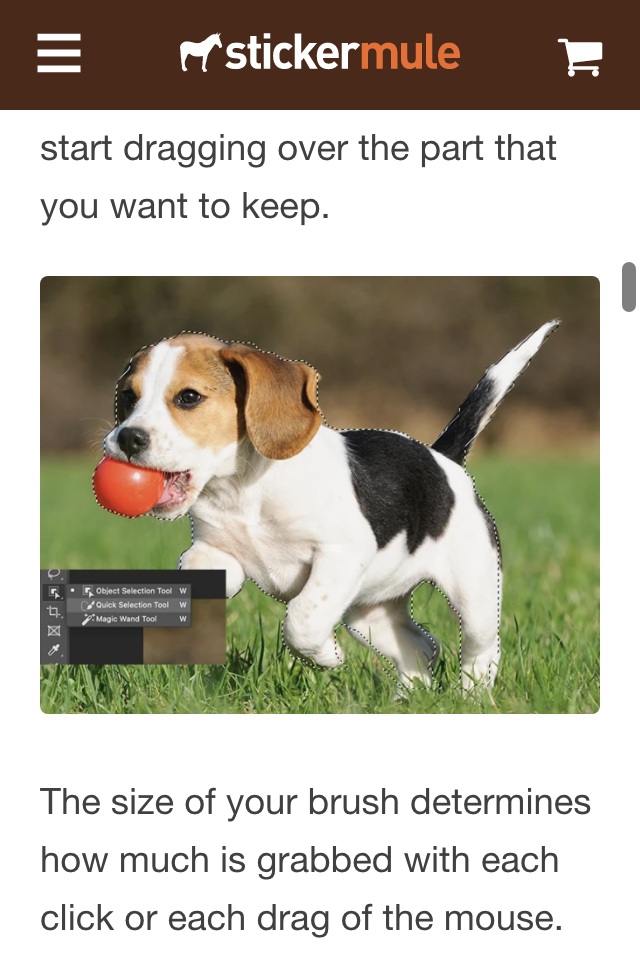 stickermule
start dragging over the part that
you want to keep.
Object Selection Tool W
Quick Selection Tool W
Magic Wand Tool W
The size of your brush determines
how much is grabbed with each
click or each drag of the mouse.